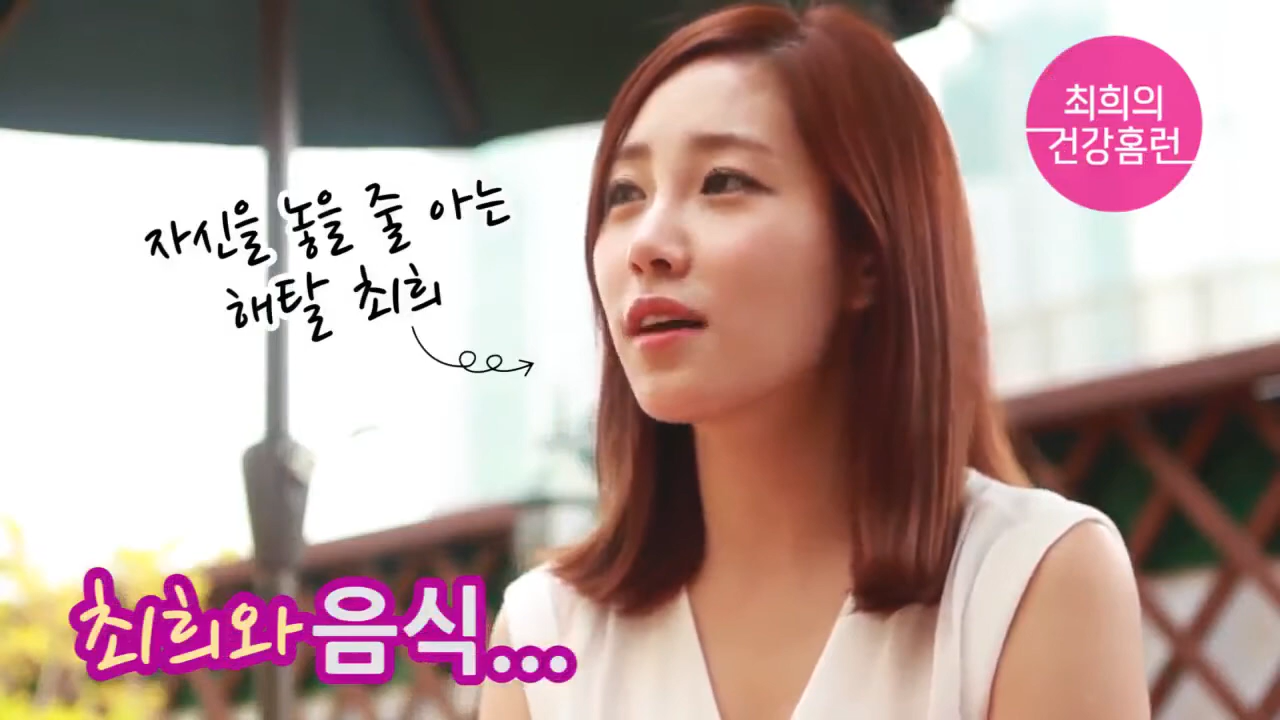 최희의
건강홈런
자신을 놓을 줄 아는
해탈 최희
최희와 음식...